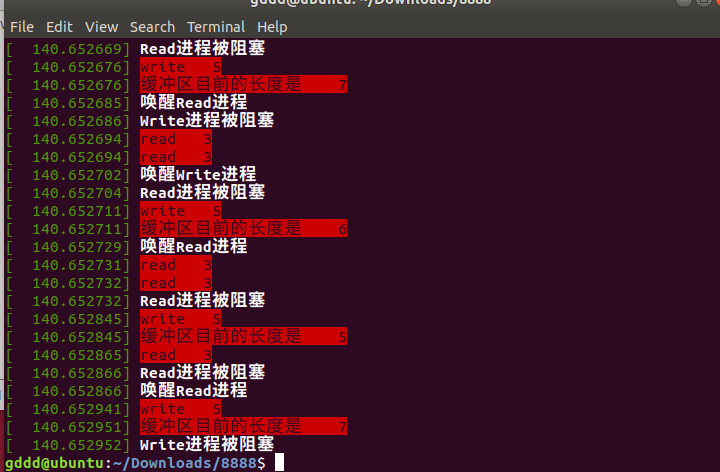 gddd@ubuntu: ~/Downloads/8888
File Edit View Search Terminal Help
[  140.652669] Read进程被阻塞
[  140.652676] write   5
[  140.652676] 缓冲区目前的长度是    7
[  140.652685] 唤醒Read进程
[  140.652686] Write进程被阻塞
[  140.652694] read   3
[  140.652694] read   3
[  140.652702] 唤醒Write进程
[  140.652704] Read进程被阻塞
[  140.652711] write   5
[  140.652711] 缓冲区目前的长度是    6
[  140.652729] 唤醒Read进程
[  140.652731] read   3
[  140.652732] read   3
[  140.652732] Read进程被阻塞
[  140.652845] write   5
[  140.652845] 缓冲区目前的长度是    5
[  140.652865] read   3
[  140.652866] Read进程被阻塞
[  140.652866] 唤醒Read进程
[  140.652941] write   5
[  140.652951] 缓冲区目前的长度是    7
[  140.652952] Write进程被阻塞
gddd@ubuntu:~/Downloads/8888$